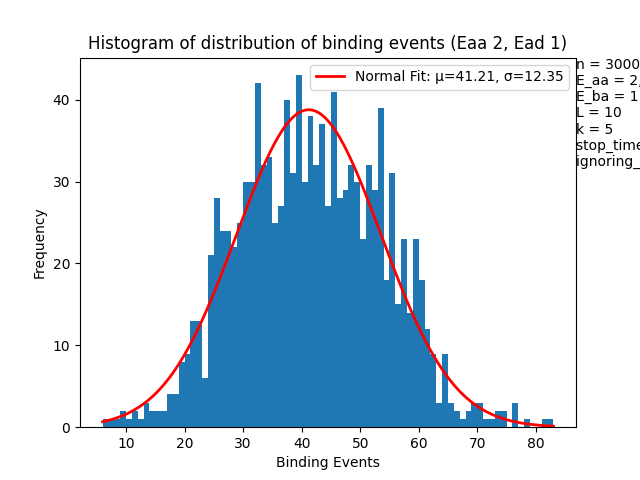 Histogram of distribution of binding events (Eaa 2, Ead 1)
Normal Fit: μ=41.21, σ=12.35
n = 3000
E_aa = 2,
E_ba = 1
L = 10
k = 5
stop_time
ignoring_
Frequency
40
30
20
10
0
10 20 30 40 50 60 70 80
Binding Events